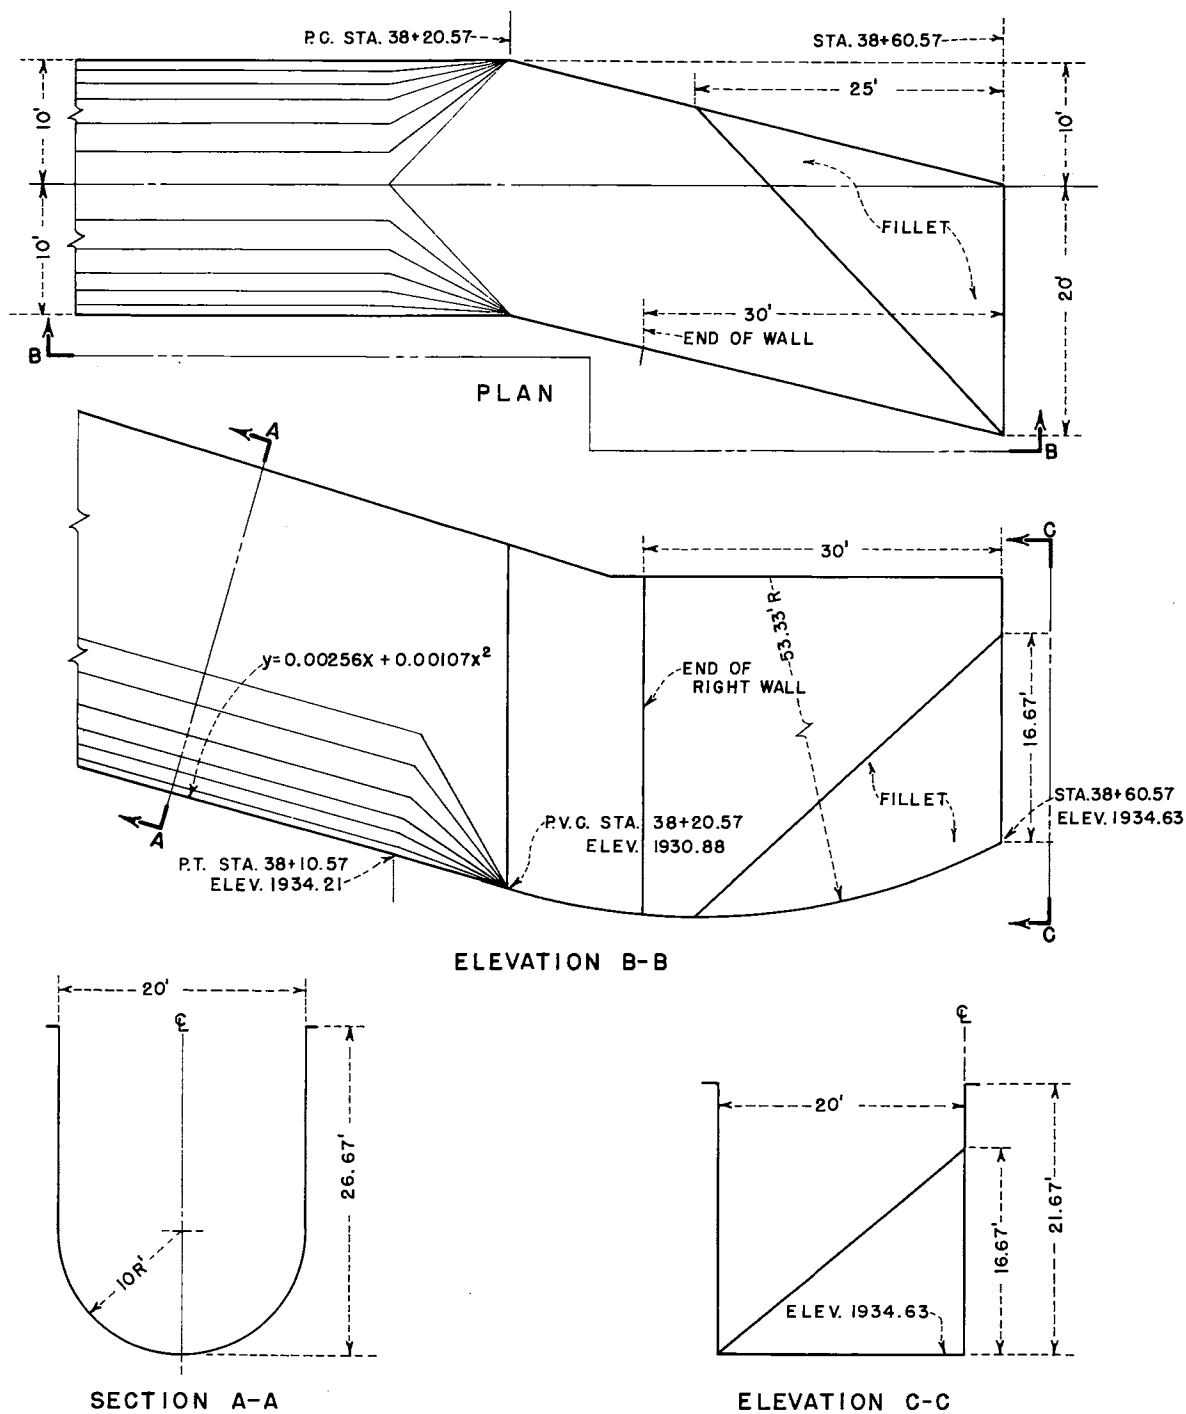 P.C. STA. 38+20.57
STA. 38+60.57
25'
10'
10'
FILLET
10'
20'
30'
END OF WALL
B
PLAN
B
A
C
30'
y=0.00256X + 0.00107X²
53.33'R
END OF
RIGHT WALL
16.67'
FILLET
STA.38+60.57
ELEV. 1934.63
P.V.C. STA. 38+20.57
ELEV. 1930.88
A
P.T. STA. 38+10.57
ELEV. 1934.21
C
ELEVATION B-B
20'
℄
26.67'
10R'
SECTION A-A
℄
20'
16.67'
21.67'
ELEV. 1934.63
ELEVATION C-C